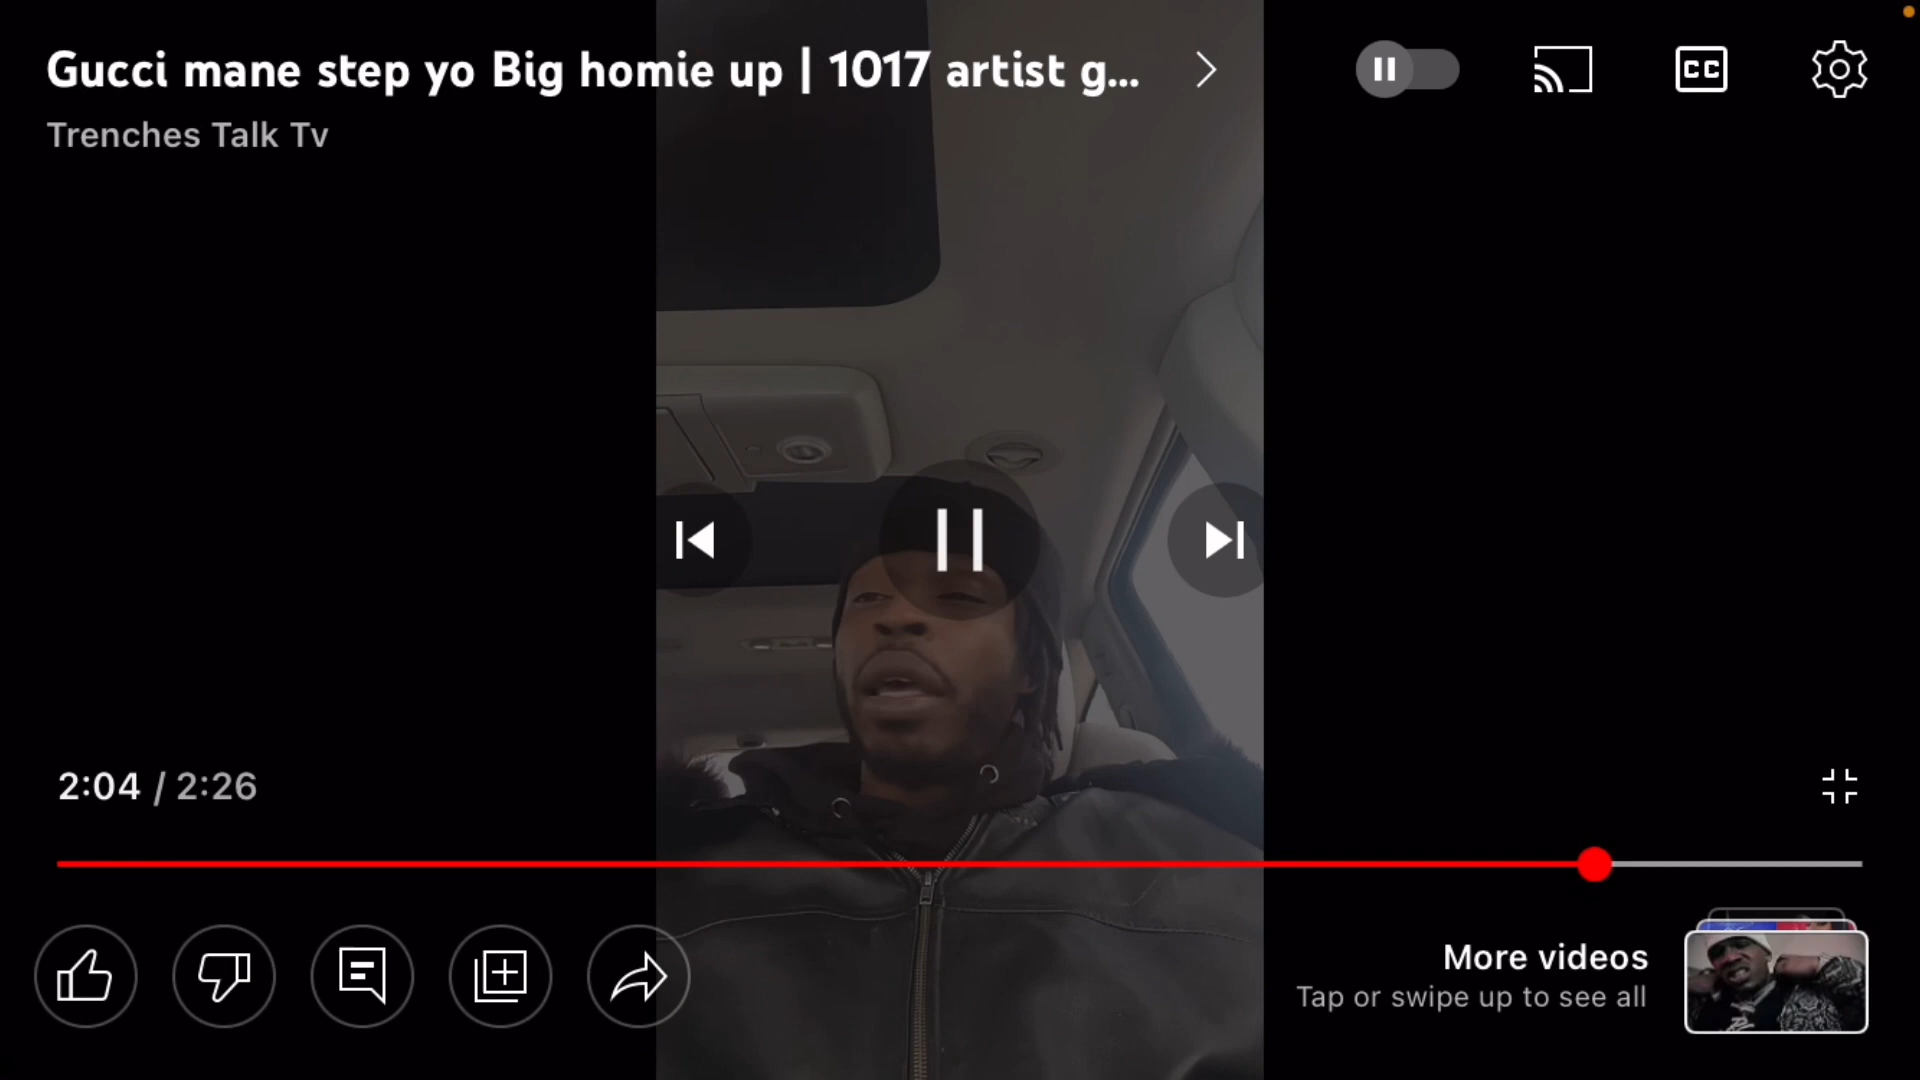 Gucci mane step yo Big homie up | 1017 artist g...
Trenches Talk Tv
CC
2:04 / 2:26
More videos
Tap or swipe up to see all